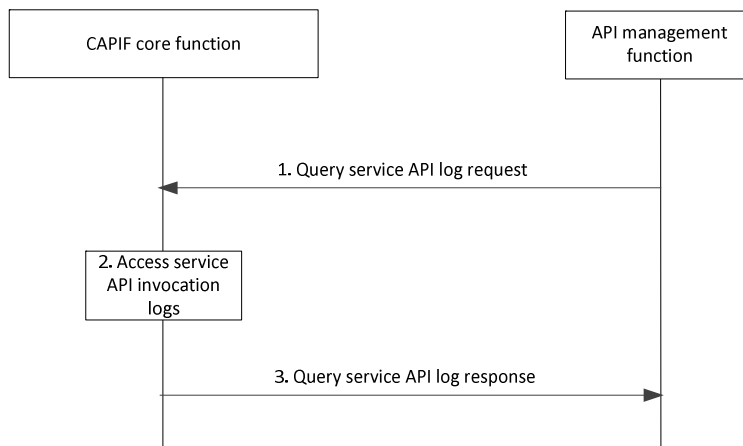 CAPIF core function
API management
function
1. Query service API log request
2. Access service
API invocation
logs
3. Query service API log response